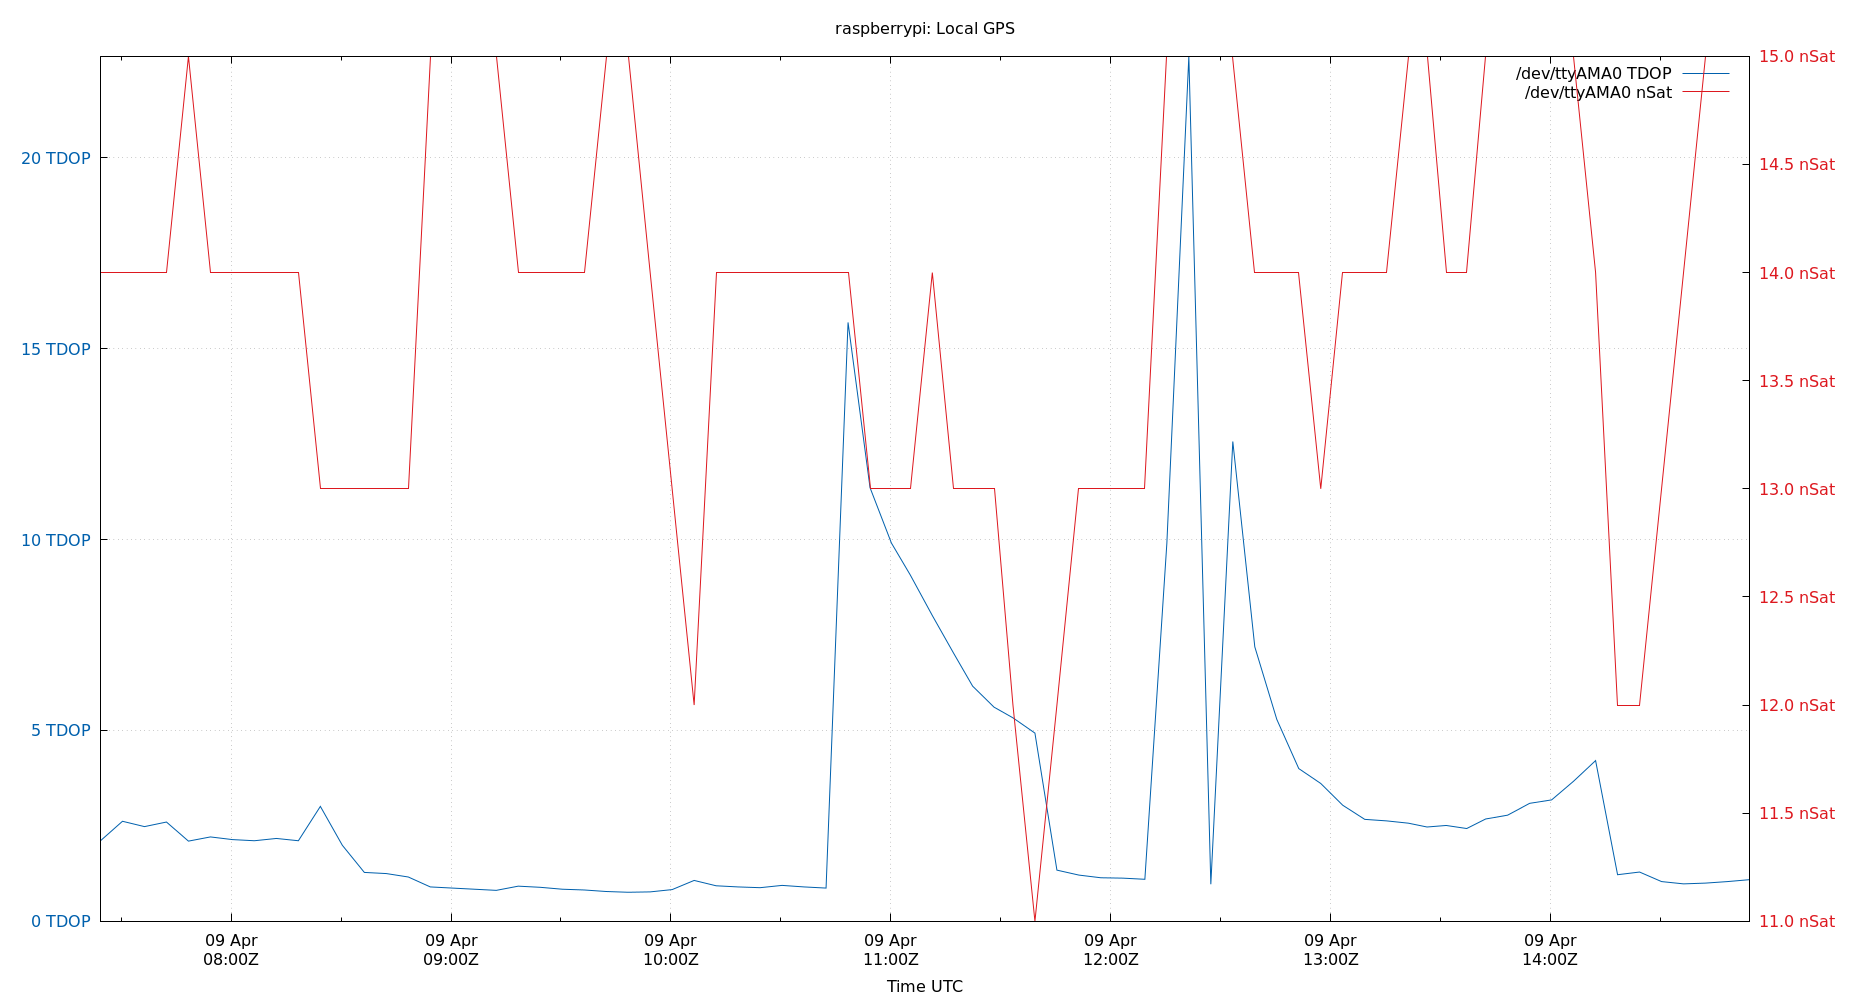 raspberrypi: Local GPS
/dev/ttyAMA0 TDOP
/dev/ttyAMA0 nSat
20 TDOP
15 TDOP
10 TDOP
5 TDOP
0 TDOP
15.0 nSat
14.5 nSat
14.0 nSat
13.5 nSat
13.0 nSat
12.5 nSat
12.0 nSat
11.5 nSat
11.0 nSat
09 Apr
08:00Z
09 Apr
09:00Z
09 Apr
10:00Z
09 Apr
11:00Z
09 Apr
12:00Z
09 Apr
13:00Z
09 Apr
14:00Z
Time UTC